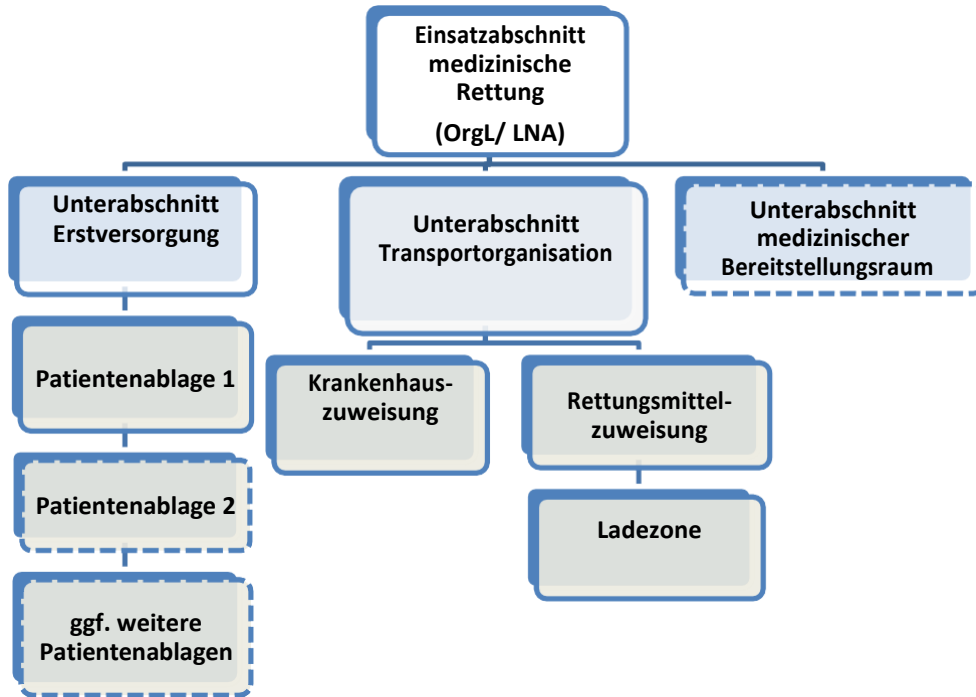 Einsatzabschnitt
medizinische
Rettung
(OrgL/ LNA)
Unterabschnitt
Erstversorgung
Unterabschnitt
Transportorganisation
Unterabschnitt
medizinischer
Bereitstellungsraum
Patientenablage 1
Krankenhaus-
zuweisung
Rettungsmittel-
zuweisung
Patientenablage 2
Ladezone
ggf. weitere
Patientenablagen